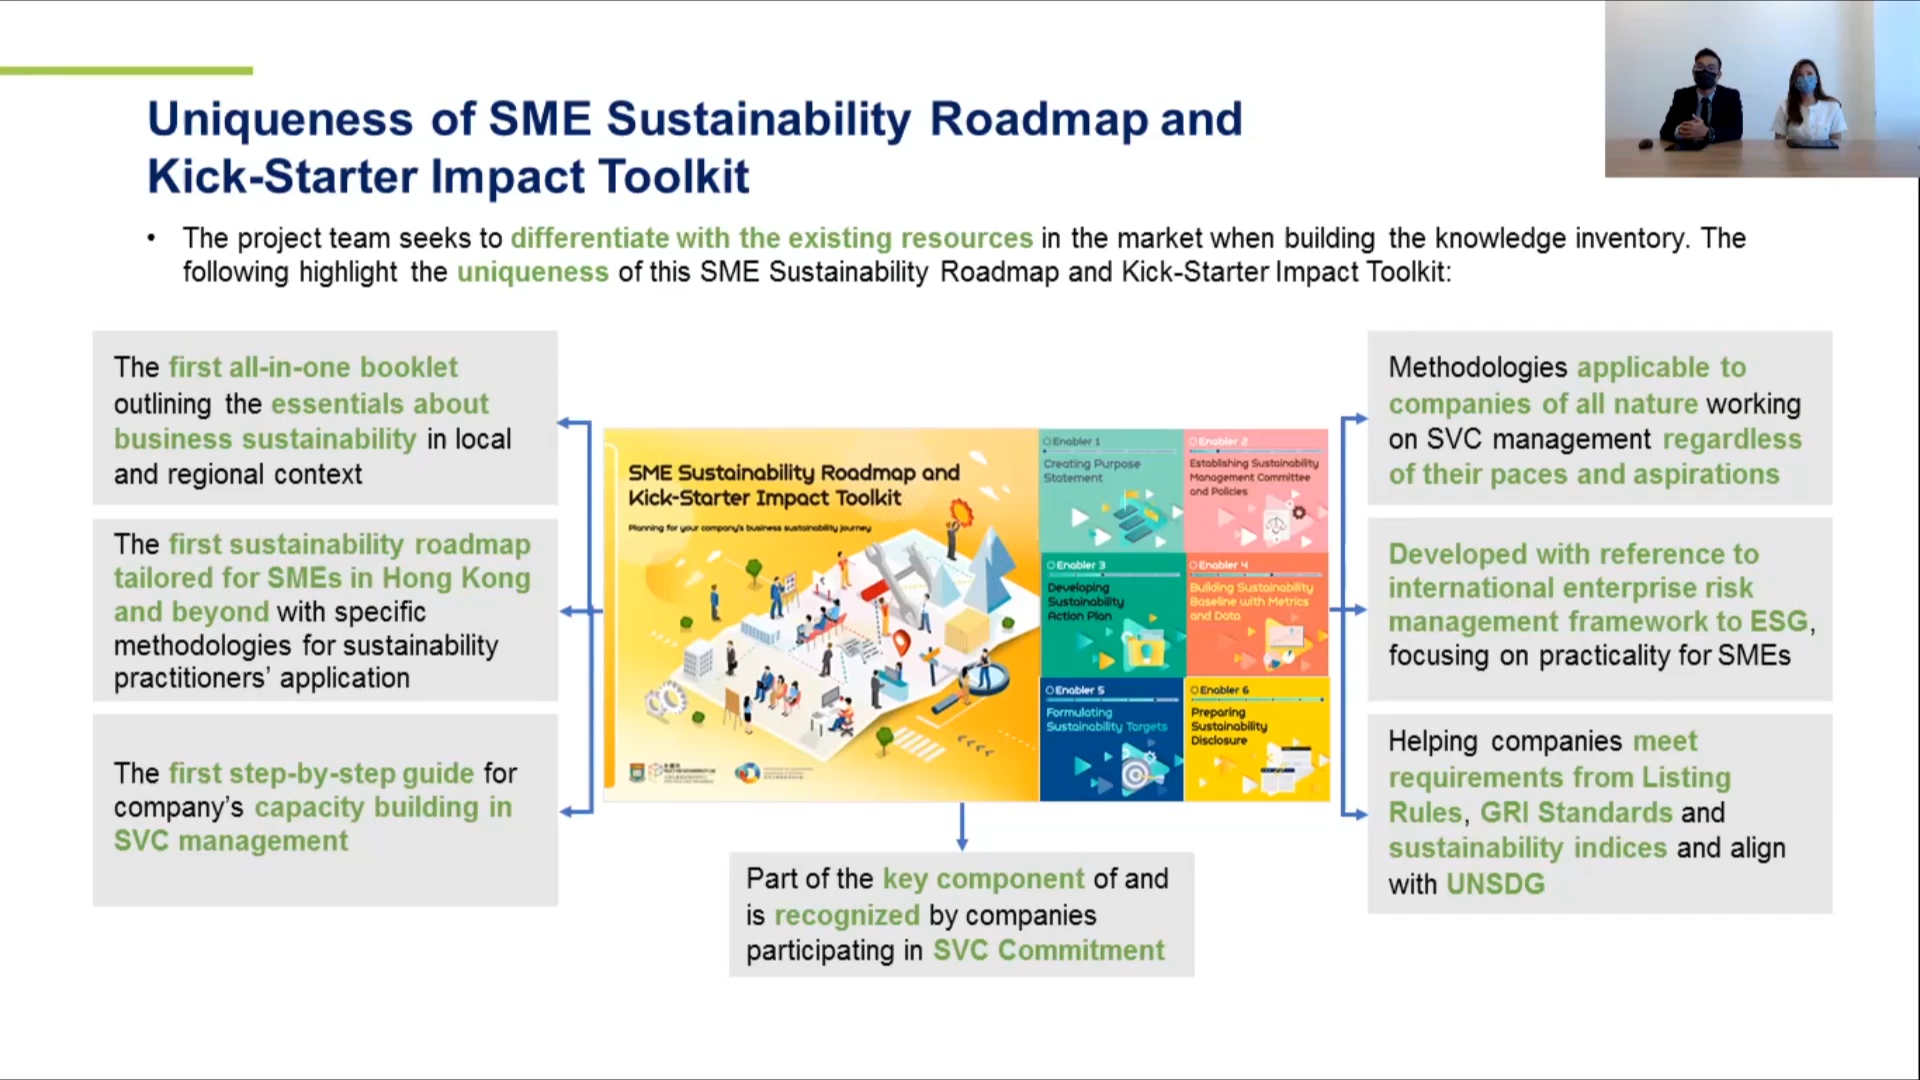 Uniqueness of SME Sustainability Roadmap and
Kick-Starter Impact Toolkit
• The project team seeks to differentiate with the existing resources in the market when building the knowledge inventory. The
following highlight the uniqueness of this SME Sustainability Roadmap and Kick-Starter Impact Toolkit:
The first all-in-one booklet
outlining the essentials about
business sustainability in local
and regional context
The first sustainability roadmap
tailored for SMEs in Hong Kong
and beyond with specific
methodologies for sustainability
practitioners' application
The first step-by-step guide for
company's capacity building in
SVC management
SME Sustainability Roadmap and
Kick-Starter Impact Toolkit
Planning for your company's business sustainability journey
Enabler 1
Creating Purpose
Statement
Enabler 2
Establishing Sustainability
Management Committee
and Policies
Enabler 3
Developing
Sustainability
Action Plan
Enabler 4
Building Sustainability
Baseline with Metrics
and Data
Enabler 5
Formulating
Sustainability Targets
Enabler 6
Preparing
Sustainability
Disclosure
Part of the key component of and
is recognized by companies
participating in SVC Commitment
Methodologies applicable to
companies of all nature working
on SVC management regardless
of their paces and aspirations
Developed with reference to
international enterprise risk
management framework to ESG,
focusing on practicality for SMEs
Helping companies meet
requirements from Listing
Rules, GRI Standards and
sustainability indices and align
with UNSDG